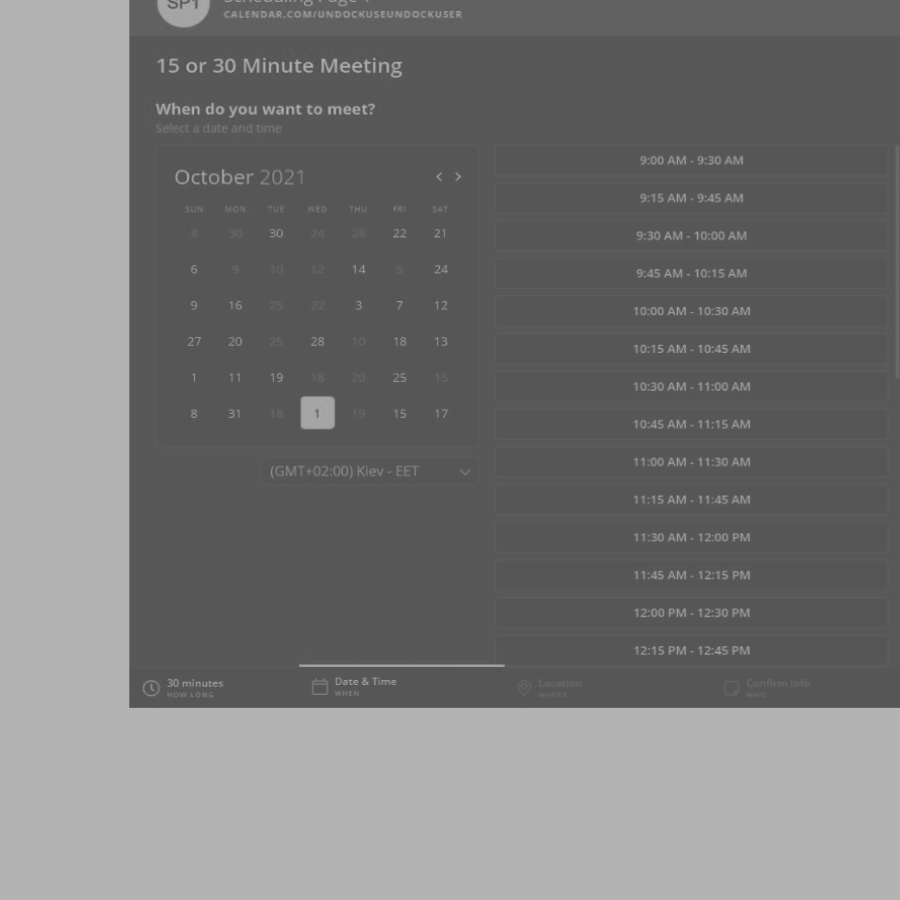 SP1
Scheduling Page 1
CALENDAR.COM/UNDOCKUSEUNDOCKUSER
15 or 30 Minute Meeting
When do you want to meet?
Select a date and time
October 2021
< >
SUN MON TUE WED THU FRI SAT
8 30 30 24 28 22 21
6 9 10 12 14 5 24
9 16 25 22 3 7 12
27 20 25 28 10 18 13
1 11 19 18 20 25 15
8 31 18 1 19 15 17
(GMT+02:00) Kiev - EET
9:00 AM - 9:30 AM
9:15 AM - 9:45 AM
9:30 AM - 10:00 AM
9:45 AM - 10:15 AM
10:00 AM - 10:30 AM
10:15 AM - 10:45 AM
10:30 AM - 11:00 AM
10:45 AM - 11:15 AM
11:00 AM - 11:30 AM
11:15 AM - 11:45 AM
11:30 AM - 12:00 PM
11:45 AM - 12:15 PM
12:00 PM - 12:30 PM
12:15 PM - 12:45 PM
30 minutes
HOW LONG
Date & Time
WHEN
Location
WHERE
Confirm Info
WHO